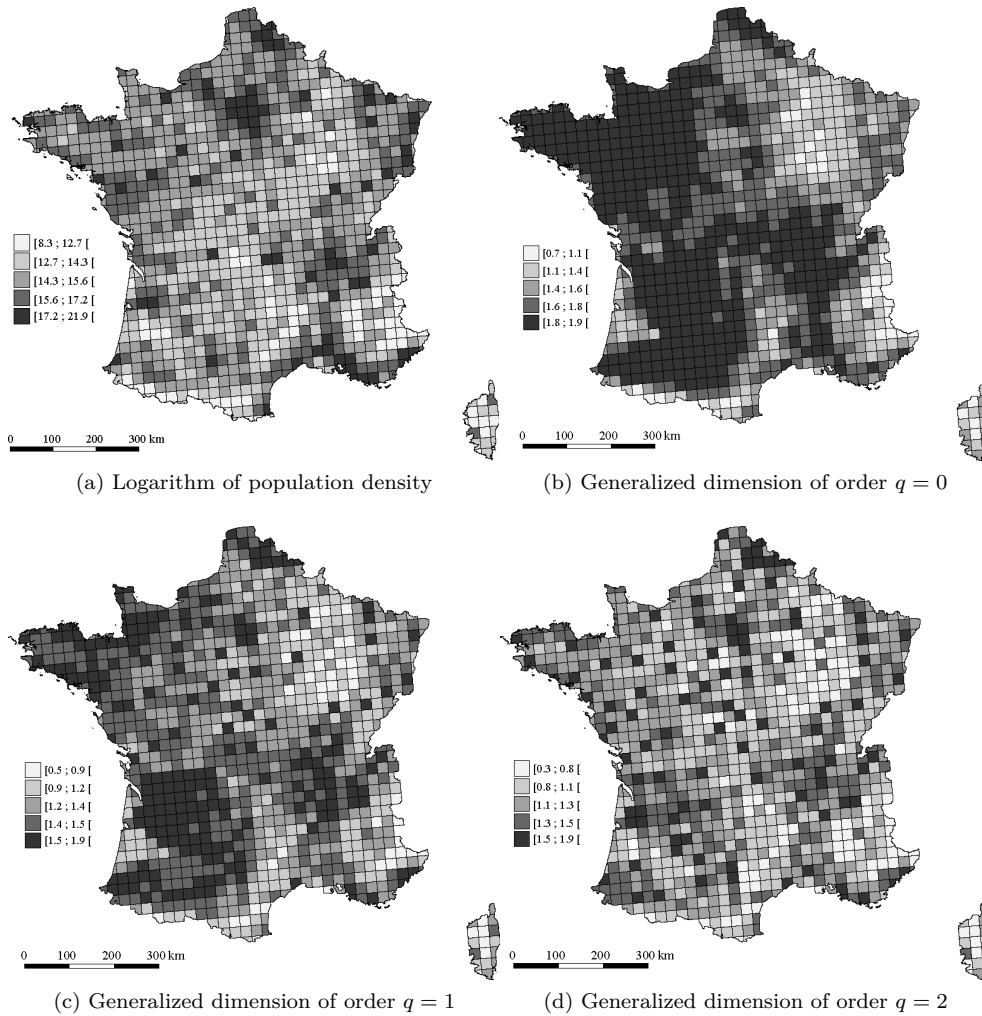 [8.3 ; 12.7 [
[12.7 ; 14.3 [
[14.3 ; 15.6 [
[15.6 ; 17.2 [
[17.2 ; 21.9 [
0 100 200 300 km
(a) Logarithm of population density
[0.7 ; 1.1 [
[1.1 ; 1.4 [
[1.4 ; 1.6 [
[1.6 ; 1.8 [
[1.8 ; 1.9 [
0 100 200 300 km
(b) Generalized dimension of order q = 0
[0.5 ; 0.9 [
[0.9 ; 1.2 [
[1.2 ; 1.4 [
[1.4 ; 1.5 [
[1.5 ; 1.9 [
0 100 200 300 km
(c) Generalized dimension of order q = 1
[0.3 ; 0.8 [
[0.8 ; 1.1 [
[1.1 ; 1.3 [
[1.3 ; 1.5 [
[1.5 ; 1.9 [
0 100 200 300 km
(d) Generalized dimension of order q = 2